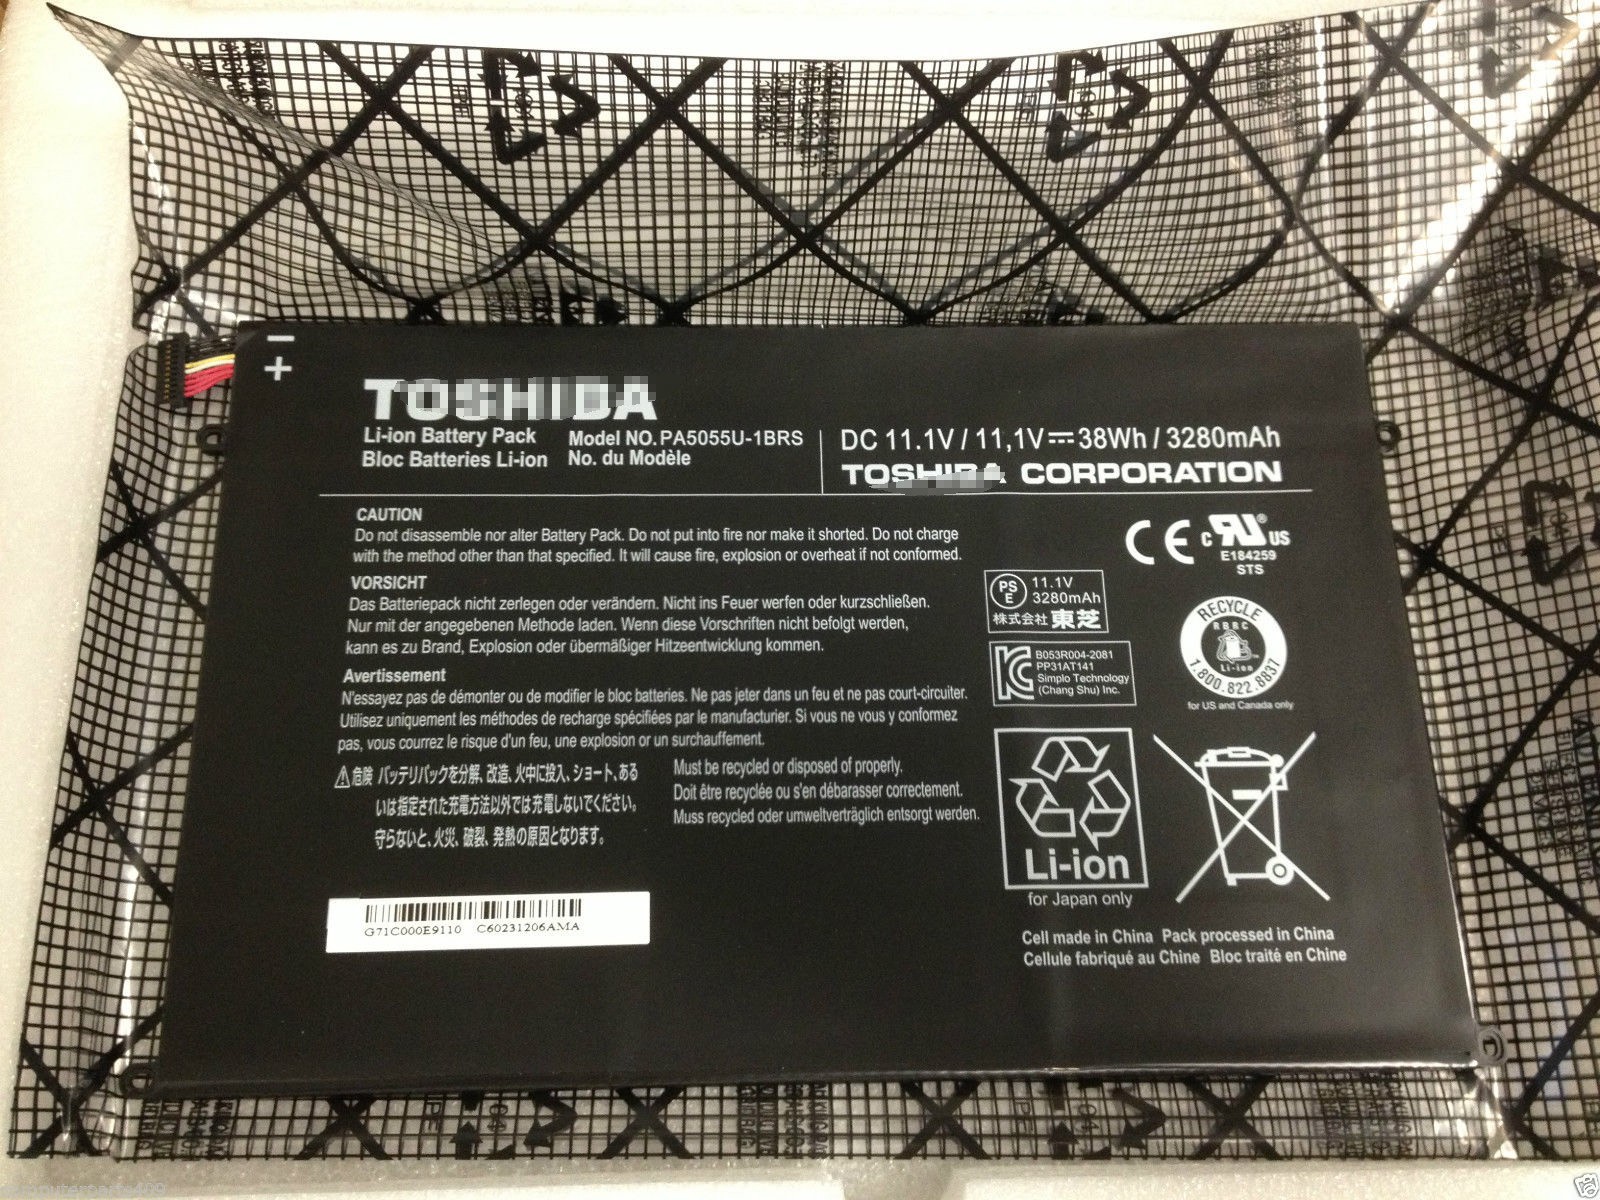 TOSHIBA
Li-ion Battery Pack Model NO. PA5055U-1BRS
Bloc Batteries Li-ion No. du Modèle
DC 11.1V / 11,1V⎓38Wh / 3280mAh
TOSHIBA CORPORATION
CAUTION
Do not disassemble nor alter Battery Pack. Do not put into fire nor make it shorted. Do not charge
with the method other than that specified. It will cause fire, explosion or overheat if not conformed.
VORSICHT
Das Batteriepack nicht zerlegen oder verändern. Nicht ins Feuer werfen oder kurzschließen.
Nur mit der angegebenen Methode laden. Wenn diese Vorschriften nicht befolgt werden,
kann es zu Brand, Explosion oder übermäßiger Hitzeentwicklung kommen.
Avertissement
N'essayez pas de démonter ou de modifier le bloc batteries. Ne pas jeter dans un feu et ne pas court-circuiter.
Utilisez uniquement les méthodes de recharge spécifiées par le manufacturier. Si vous ne vous y conformez
pas, vous courrez le risque d'un feu, une explosion or un surchauffement.
⚠危険 バッテリパックを分解、改造、火中に投入、ショート、ある
いは指定された充電方法以外では充電しないでください。
守らないと、火災、破裂、発熱の原因となります。
Must be recycled or disposed of properly.
Doit être recyclée ou s'en débarasser correctement.
Muss recycled oder umweltverträglich entsorgt werden.
CE
c RU ® US
E184259
STS
PS
E
11.1V
3280mAh
株式会社 東芝
B053R004-2081
PP31AT141
Simplo Technology
(Chang Shu) Inc.
RECYCLE
RBRC
Li-ion
1.800.822.8837
for US and Canada only
Li-ion
for Japan only
G71C000E9110 C60231206AMA
Cell made in China Pack processed in China
Cellule fabriqué au Chine Bloc traité en Chine